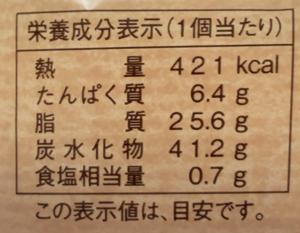 栄養成分表示(1個当たり)
熱量 421 kcal
たんぱく質 6.4 g
脂質 25.6 g
炭水化物 41.2 g
食塩相当量 0.7 g
この表示値は、目安です。